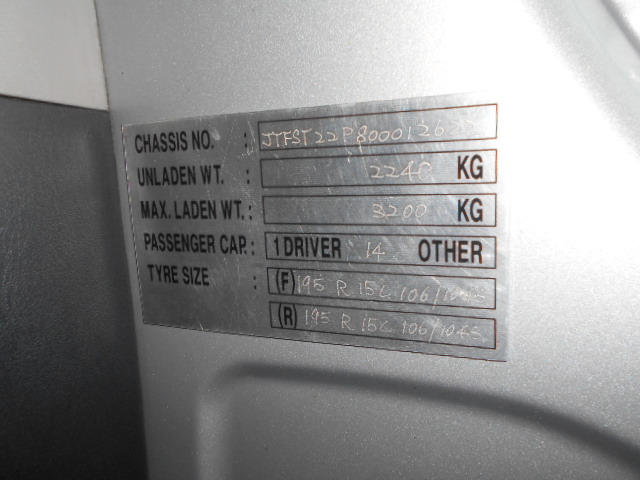 CHASSIS NO. :
UNLADEN WT. : 2240 KG
MAX. LADEN WT. : 3200 KG
PASSENGER CAP. : 1 DRIVER 14 OTHER
TYRE SIZE : (F) 195 R 15C 106/104S
(R) 195 R 15C 106/104S